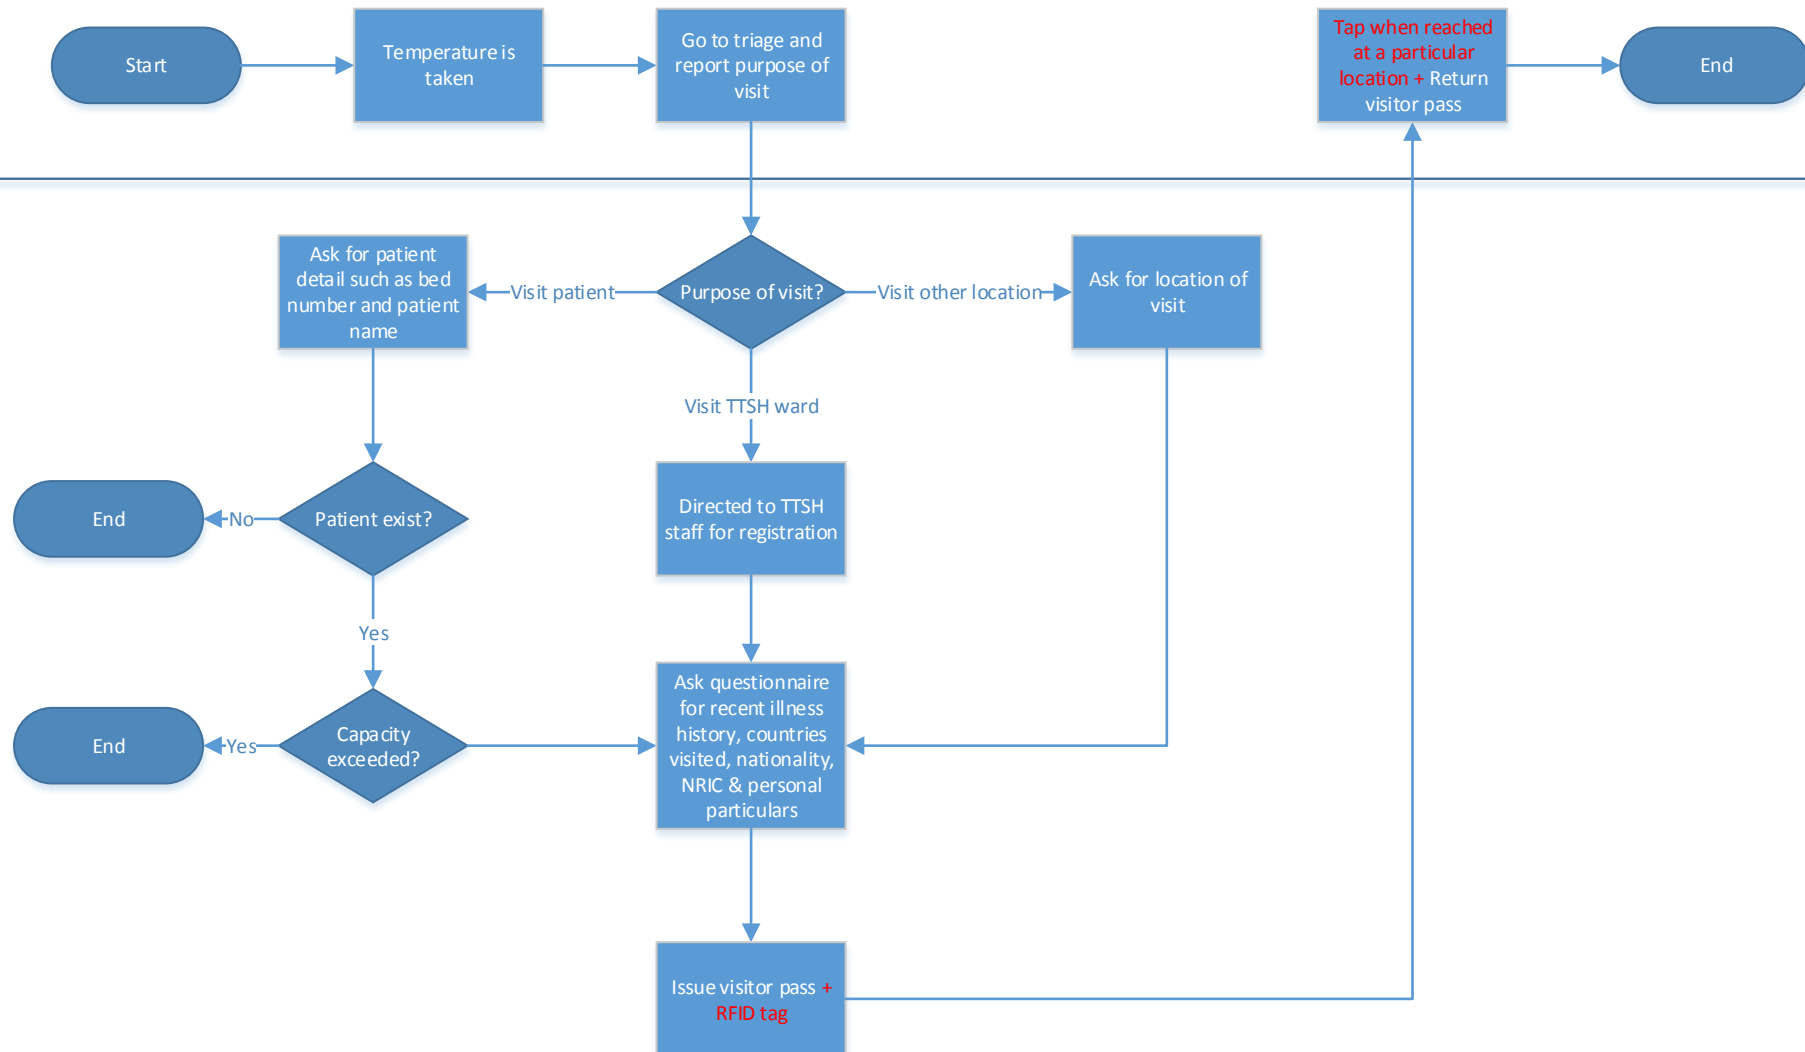 Start
Temperature is
taken
Go to triage and
report purpose of
visit
Tap when reached
at a particular
location + Return
visitor pass
End
Ask for patient
detail such as bed
number and patient
name
Visit patient
Purpose of visit?
Visit other location
Ask for location of
visit
Visit TTSH ward
End
No
Patient exist?
Directed to TTSH
staff for registration
Yes
End
Yes
Capacity
exceeded?
Ask questionnaire
for recent illness
history, countries
visited, nationality,
NRIC & personal
particulars
Issue visitor pass +
RFID tag